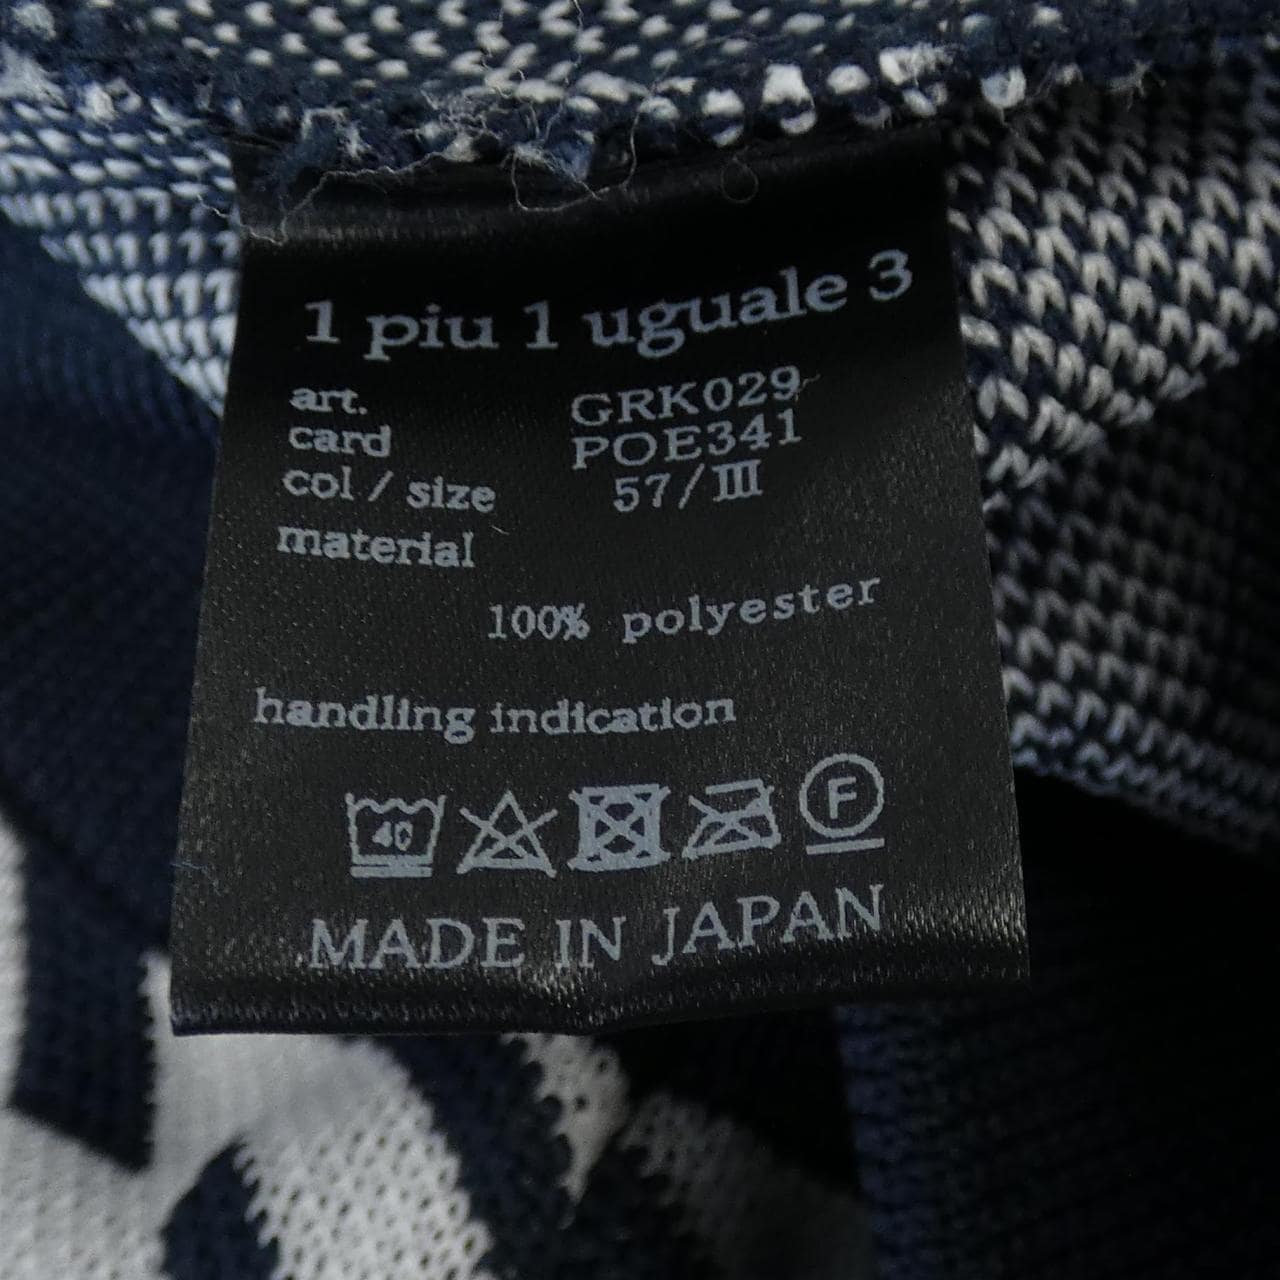 1 piu 1 uguale 3
art. GRK029
card POE341
col / size 57/III
material
100% polyester
handling indication
40 F
MADE IN JAPAN